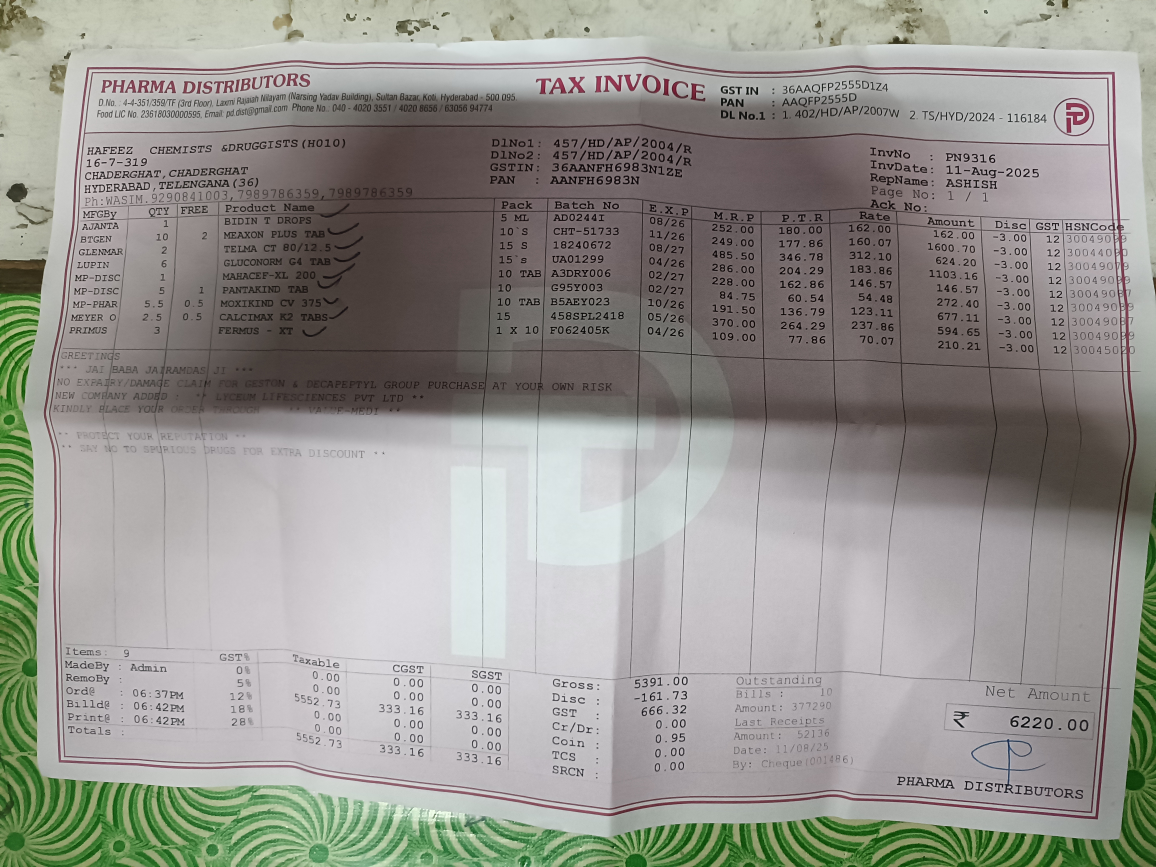 PHARMA DISTRIBUTORS
D.No. 4-4-351/359/TF (3rd Floor), Laxmi Rajaiah Nilayam (Narsing Yadav Building), Sultan Bazar, Koti, Hyderabad - 500 095.
Food LIC No. 23618030000595, Email: pd.dist@gmail.com Phone No. 040 - 4020 3551 / 4020 8656 / 63056 94774
TAX INVOICE
GST IN : 36AAQFP2555D1Z4
PAN : AAQFP2555D
DL No.1 : 1. 402/HD/AP/2007W 2. TS/HYD/2024 - 116184
HAFEEZ CHEMISTS &DRUGGISTS(H010)
16-7-319
CHADERGHAT,CHADERGHAT
HYDERABAD,TELENGANA(36)
Ph:WASIM.9290841003,7989786359,7989786359
DlNo1: 457/HD/AP/2004/R
DlNo2: 457/HD/AP/2004/R
GSTIN: 36AANFH6983N1ZE
PAN : AANFH6983N
InvNo : PN9316
InvDate: 11-Aug-2025
RepName: ASHISH
Page No: 1 / 1
Ack No:
MFGBy QTY FREE Product Name Pack Batch No E.X.P M.R.P P.T.R Rate Amount Disc GST HSNCode
AJANTA 1 BIDIN T DROPS 5 ML AD0244I 08/26 252.00 180.00 162.00 162.00 -3.00 12
BTGEN 10 2 MEAXON PLUS TAB 10`S CHT-51733 11/26 249.00 177.86 160.07 1600.70 -3.00 12
GLENMAR 2 TELMA CT 80/12.5 15 S 18240672 08/27 485.50 346.78 312.10 624.20 -3.00 12
LUPIN 6 GLUCONORM G4 TAB 15`s UA01299 04/26 286.00 204.29 183.86 1103.16 -3.00 12
MP-DISC 1 MAHACEF-XL 200 10 TAB A3DRY006 02/27 228.00 162.86 146.57 146.57 -3.00 12
MP-DISC 5 1 PANTAKIND TAB 10 G95Y003 02/27 84.75 60.54 54.48 272.40 -3.00 12
MP-PHAR 5.5 0.5 MOXIKIND CV 375 10 TAB B5AEY023 10/26 191.50 136.79 123.11 677.11 -3.00 12
MEYER O 2.5 0.5 CALCIMAX K2 TABS 15 458SPL2418 05/26 370.00 264.29 237.86 594.65 -3.00 12
PRIMUS 3 FERMUS - XT 1 X 10 F062405K 04/26 109.00 77.86 70.07 210.21 -3.00 12 30045020
GREETINGS
*** JAI BABA JAIRAMDAS JI ***
NO EXPAIRY/DAMAGE CLAIM FOR GESTON & DECAPEPTYL GROUP PURCHASE AT YOUR OWN RISK
NEW COMPANY ADDED : ** LYCEUM LIFESCIENCES PVT LTD **
KINDLY PLACE YOUR ORDER THROUGH ** VALUE-MEDI **
** PROTECT YOUR REPUTATION **
** SAY NO TO SPURIOUS DRUGS FOR EXTRA DISCOUNT **
Items: 9
MadeBy : Admin
RemoBy :
Ord@ : 06:37PM
Billd@ : 06:42PM
Print@ : 06:42PM
Totals :
GST% Taxable CGST SGST
0% 0.00 0.00 0.00
5% 0.00 0.00 0.00
12% 5552.73 333.16 333.16
18% 0.00 0.00 0.00
28% 0.00 0.00 0.00
5552.73 333.16 333.16
Gross: 5391.00
Disc : -161.73
GST : 666.32
Cr/Dr: 0.00
Coin : 0.95
TCS : 0.00
SRCN : 0.00
Outstanding
Bills : 10
Amount: 377290
Last Receipts
Amount: 52136
Date: 11/08/25
By: Cheque(001486)
Net Amount
₹ 6220.00
PHARMA DISTRIBUTORS